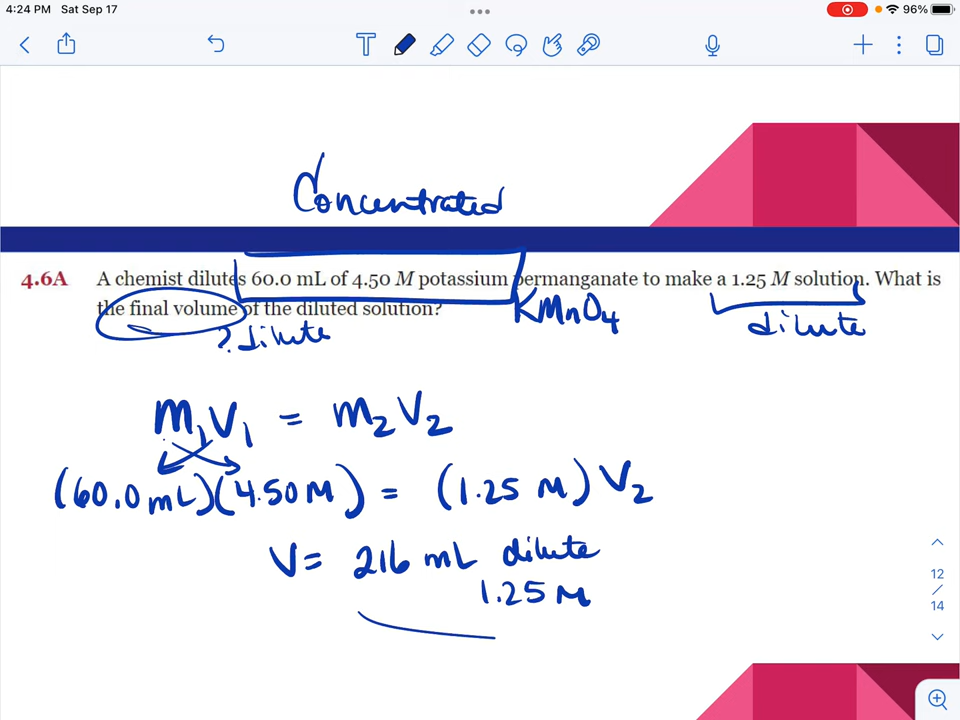 4:24 PM Sat Sep 17
96%
T
Concentrated
4.6A A chemist dilutes 60.0 mL of 4.50 M potassium permanganate to make a 1.25 M solution. What is
the final volume of the diluted solution?
KMnO4
dilute
? dilute
M1V1 = M2V2
(60.0 mL)(4.50 M) = (1.25 M) V2
V = 216 mL dilute
1.25 M
12
/
14